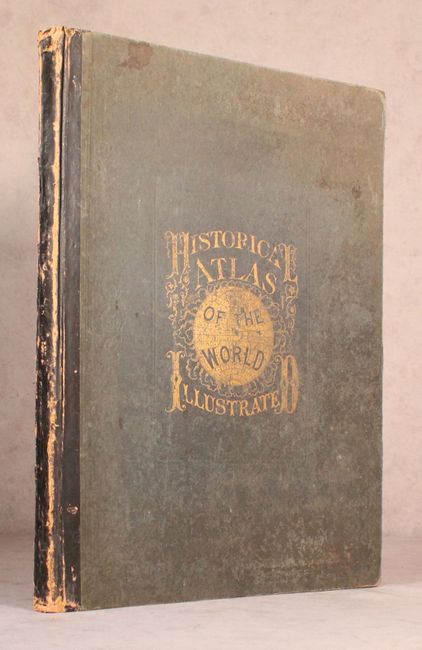 HISTORICAL
ATLAS
OF THE
WORLD
ILLUSTRATED